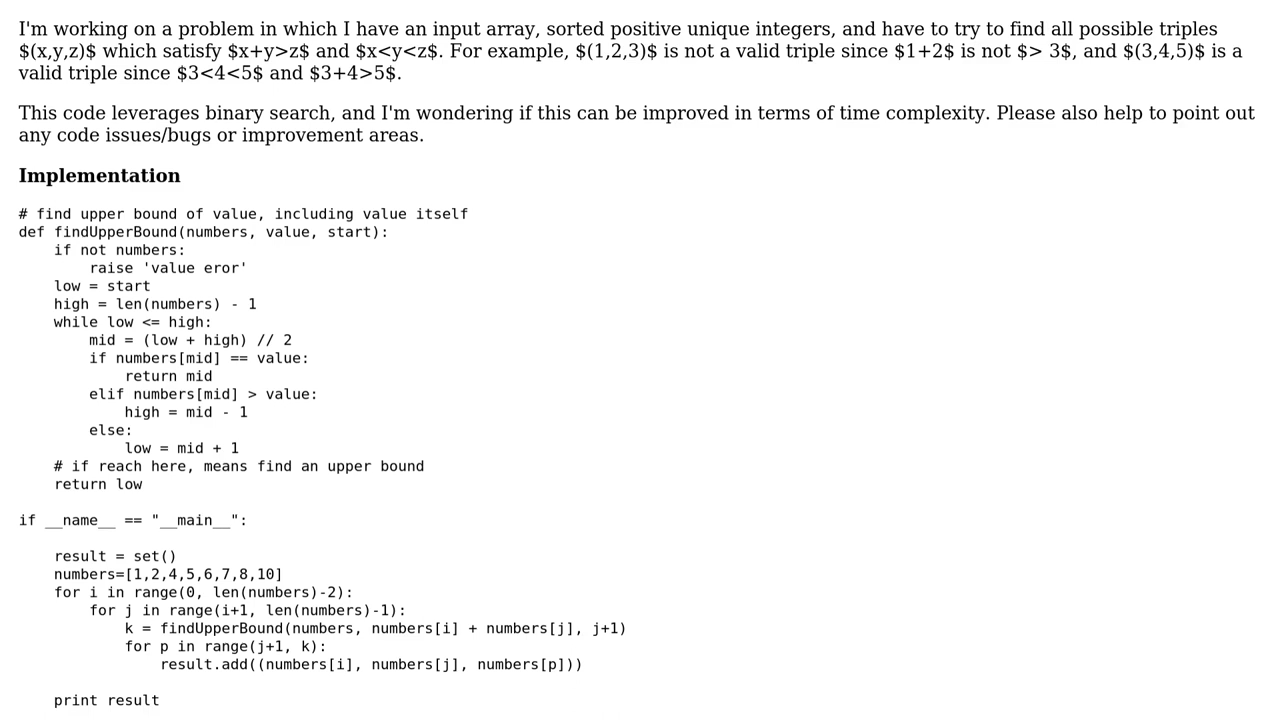 I'm working on a problem in which I have an input array, sorted positive unique integers, and have to try to find all possible triples
$(x,y,z)$ which satisfy $x+y>z$ and $x<y<z$. For example, $(1,2,3)$ is not a valid triple since $1+2$ is not $> 3$, and $(3,4,5)$ is a
valid triple since $3<4<5$ and $3+4>5$.
This code leverages binary search, and I'm wondering if this can be improved in terms of time complexity. Please also help to point out
any code issues/bugs or improvement areas.
Implementation
# find upper bound of value, including value itself
def findUpperBound(numbers, value, start):
    if not numbers:
        raise 'value eror'
    low = start
    high = len(numbers) - 1
    while low <= high:
        mid = (low + high) // 2
        if numbers[mid] == value:
            return mid
        elif numbers[mid] > value:
            high = mid - 1
        else:
            low = mid + 1
    # if reach here, means find an upper bound
    return low
if __name__ == "__main__":
    result = set()
    numbers=[1,2,4,5,6,7,8,10]
    for i in range(0, len(numbers)-2):
        for j in range(i+1, len(numbers)-1):
            k = findUpperBound(numbers, numbers[i] + numbers[j], j+1)
            for p in range(j+1, k):
                result.add((numbers[i], numbers[j], numbers[p]))
    print result